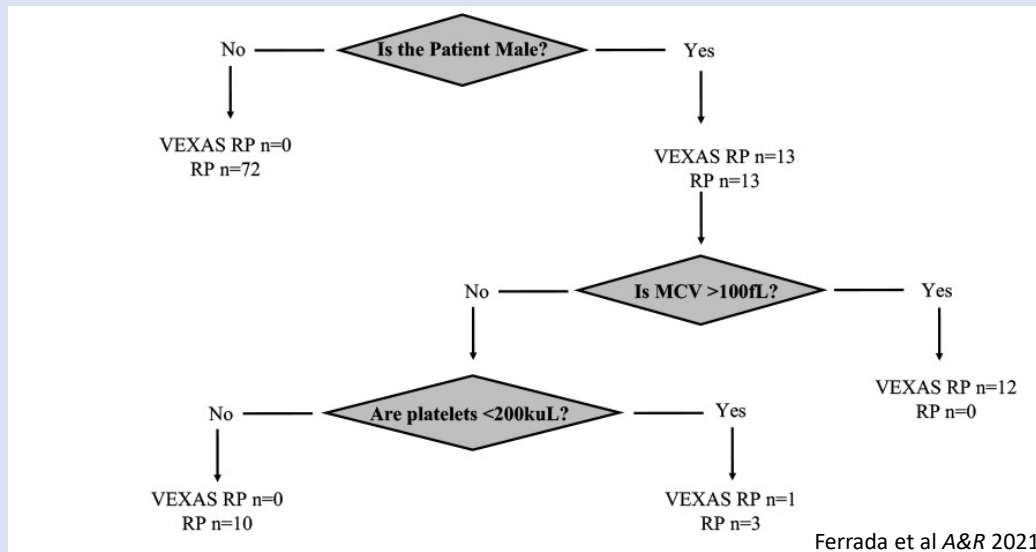 No
Is the Patient Male?
Yes
VEXAS RP n=0
RP n=72
VEXAS RP n=13
RP n=13
No
Is MCV >100fL?
Yes
VEXAS RP n=12
RP n=0
No
Are platelets <200kuL?
Yes
VEXAS RP n=0
RP n=10
VEXAS RP n=1
RP n=3
Ferrada et al A&R 2021